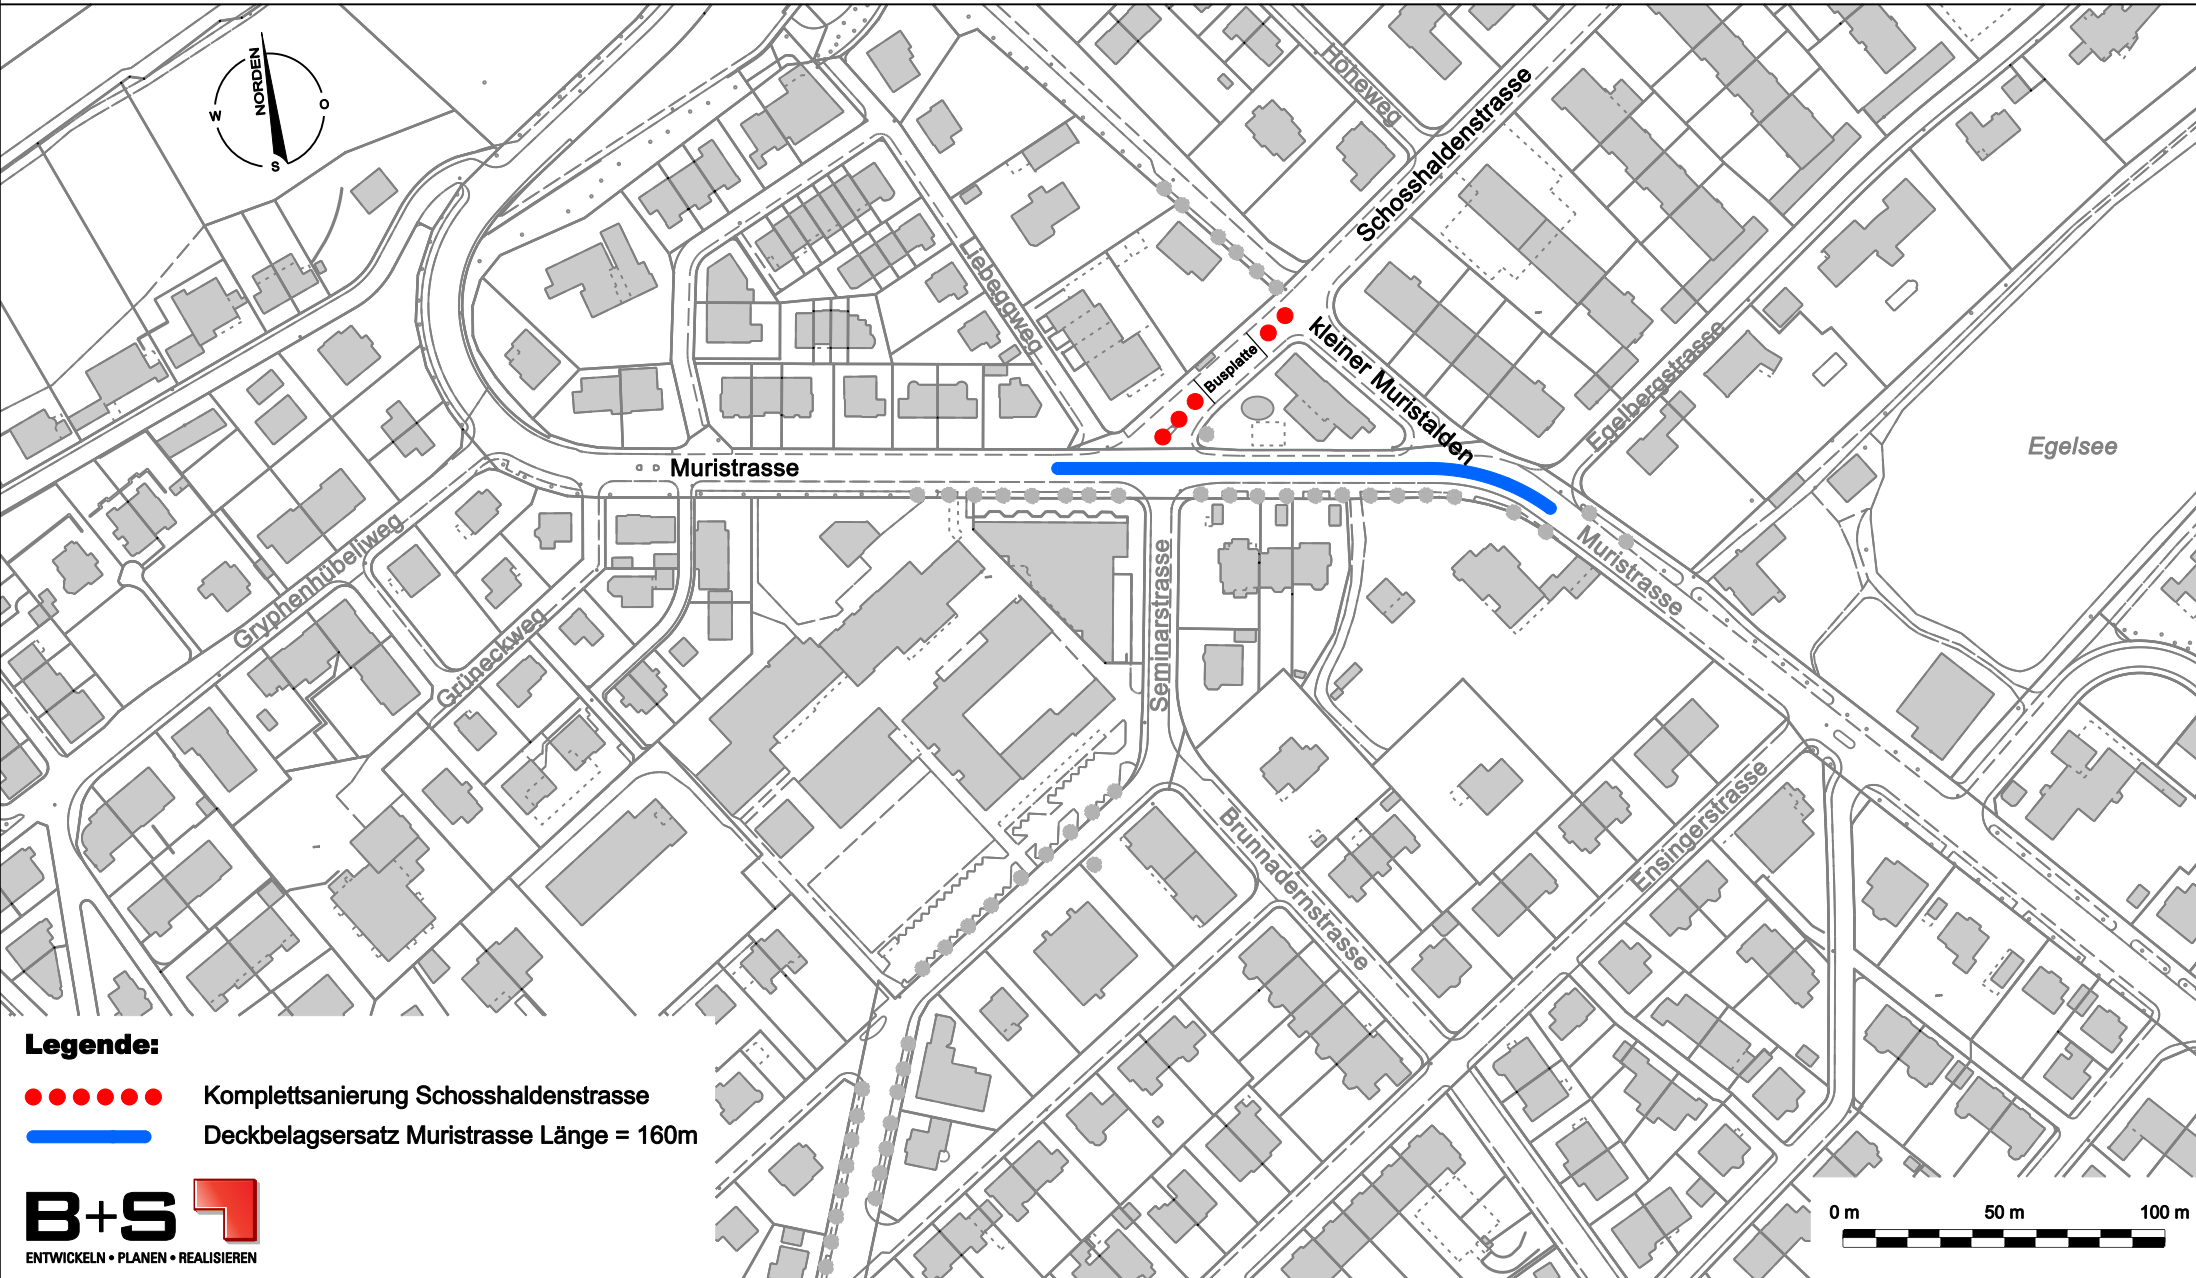 NORDEN
W
O
S
Höheweg
Schosshaldenstrasse
Liebeggweg
kleiner Muristalden
Busplatte
Egelbergstrasse
Egelsee
Muristrasse
Muristrasse
Gryphenhübeliweg
Grüneckweg
Seminarstrasse
Brunnadernstrasse
Ensingerstrasse
Legende:
Komplettsanierung Schosshaldenstrasse
Deckbelagsersatz Muristrasse Länge = 160m
B+S
ENTWICKELN • PLANEN • REALISIEREN
0 m 50 m 100 m